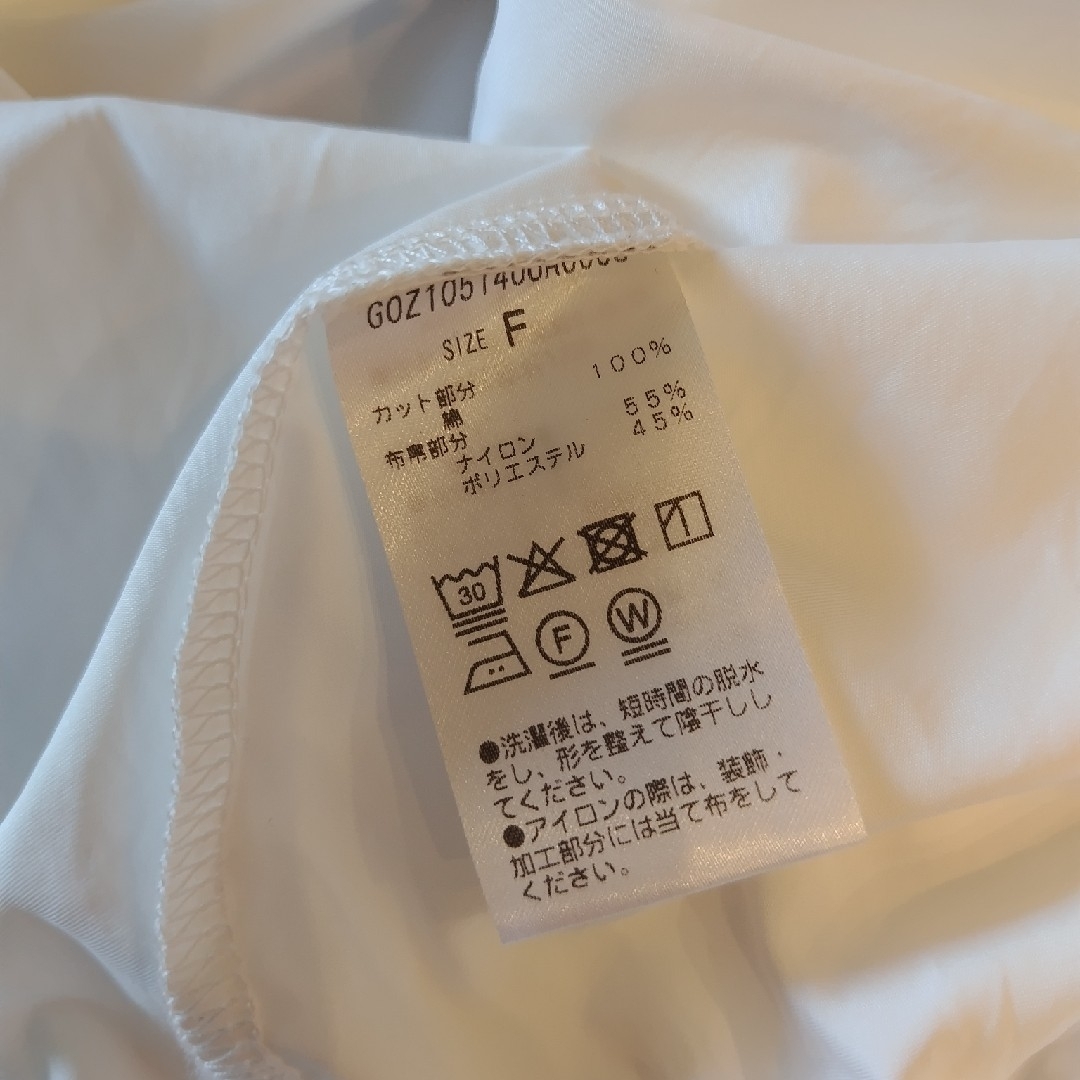 SIZE F
カット部分
綿 100%
布帛部分
ナイロン 55%
ポリエステル 45%
30
F W
●洗濯後は、短時間の脱水
をし、形を整えて陰干しし
てください。
●アイロンの際は、装飾・
加工部分には当て布をして
ください。